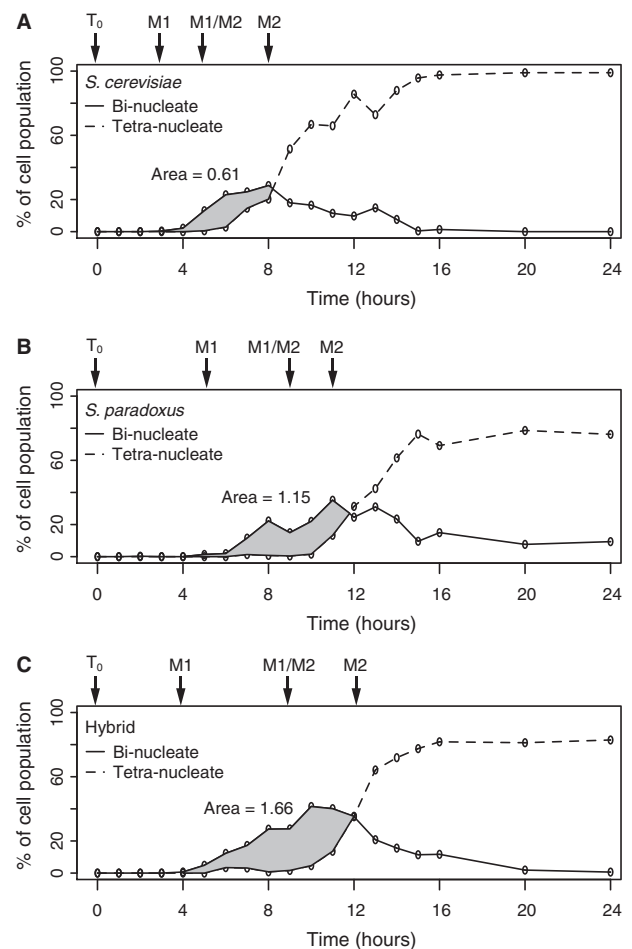 A
T₀ M1 M1/M2 M2
S. cerevisiae
Bi-nucleate
Tetra-nucleate
Area = 0.61
% of cell population
0 20 60 100
0 4 8 12 16 20 24
Time (hours)
B
T₀ M1 M1/M2 M2
S. paradoxus
Bi-nucleate
Tetra-nucleate
Area = 1.15
% of cell population
0 20 60 100
0 4 8 12 16 20 24
Time (hours)
C
T₀ M1 M1/M2 M2
Hybrid
Bi-nucleate
Tetra-nucleate
Area = 1.66
% of cell population
0 20 60 100
0 4 8 12 16 20 24
Time (hours)